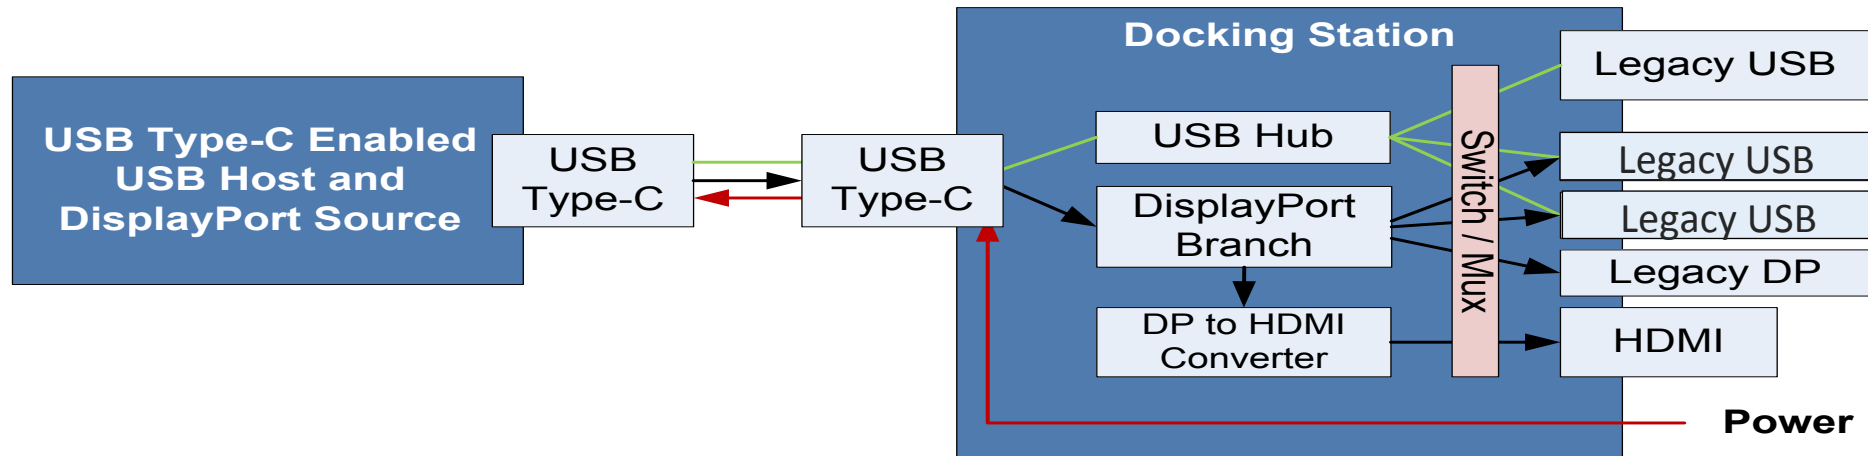 Docking Station
USB Type-C Enabled
USB Host and
DisplayPort Source
USB
Type-C
USB
Type-C
USB Hub
DisplayPort
Branch
DP to HDMI
Converter
Switch / Mux
Legacy USB
Legacy USB
Legacy USB
Legacy DP
HDMI
Power